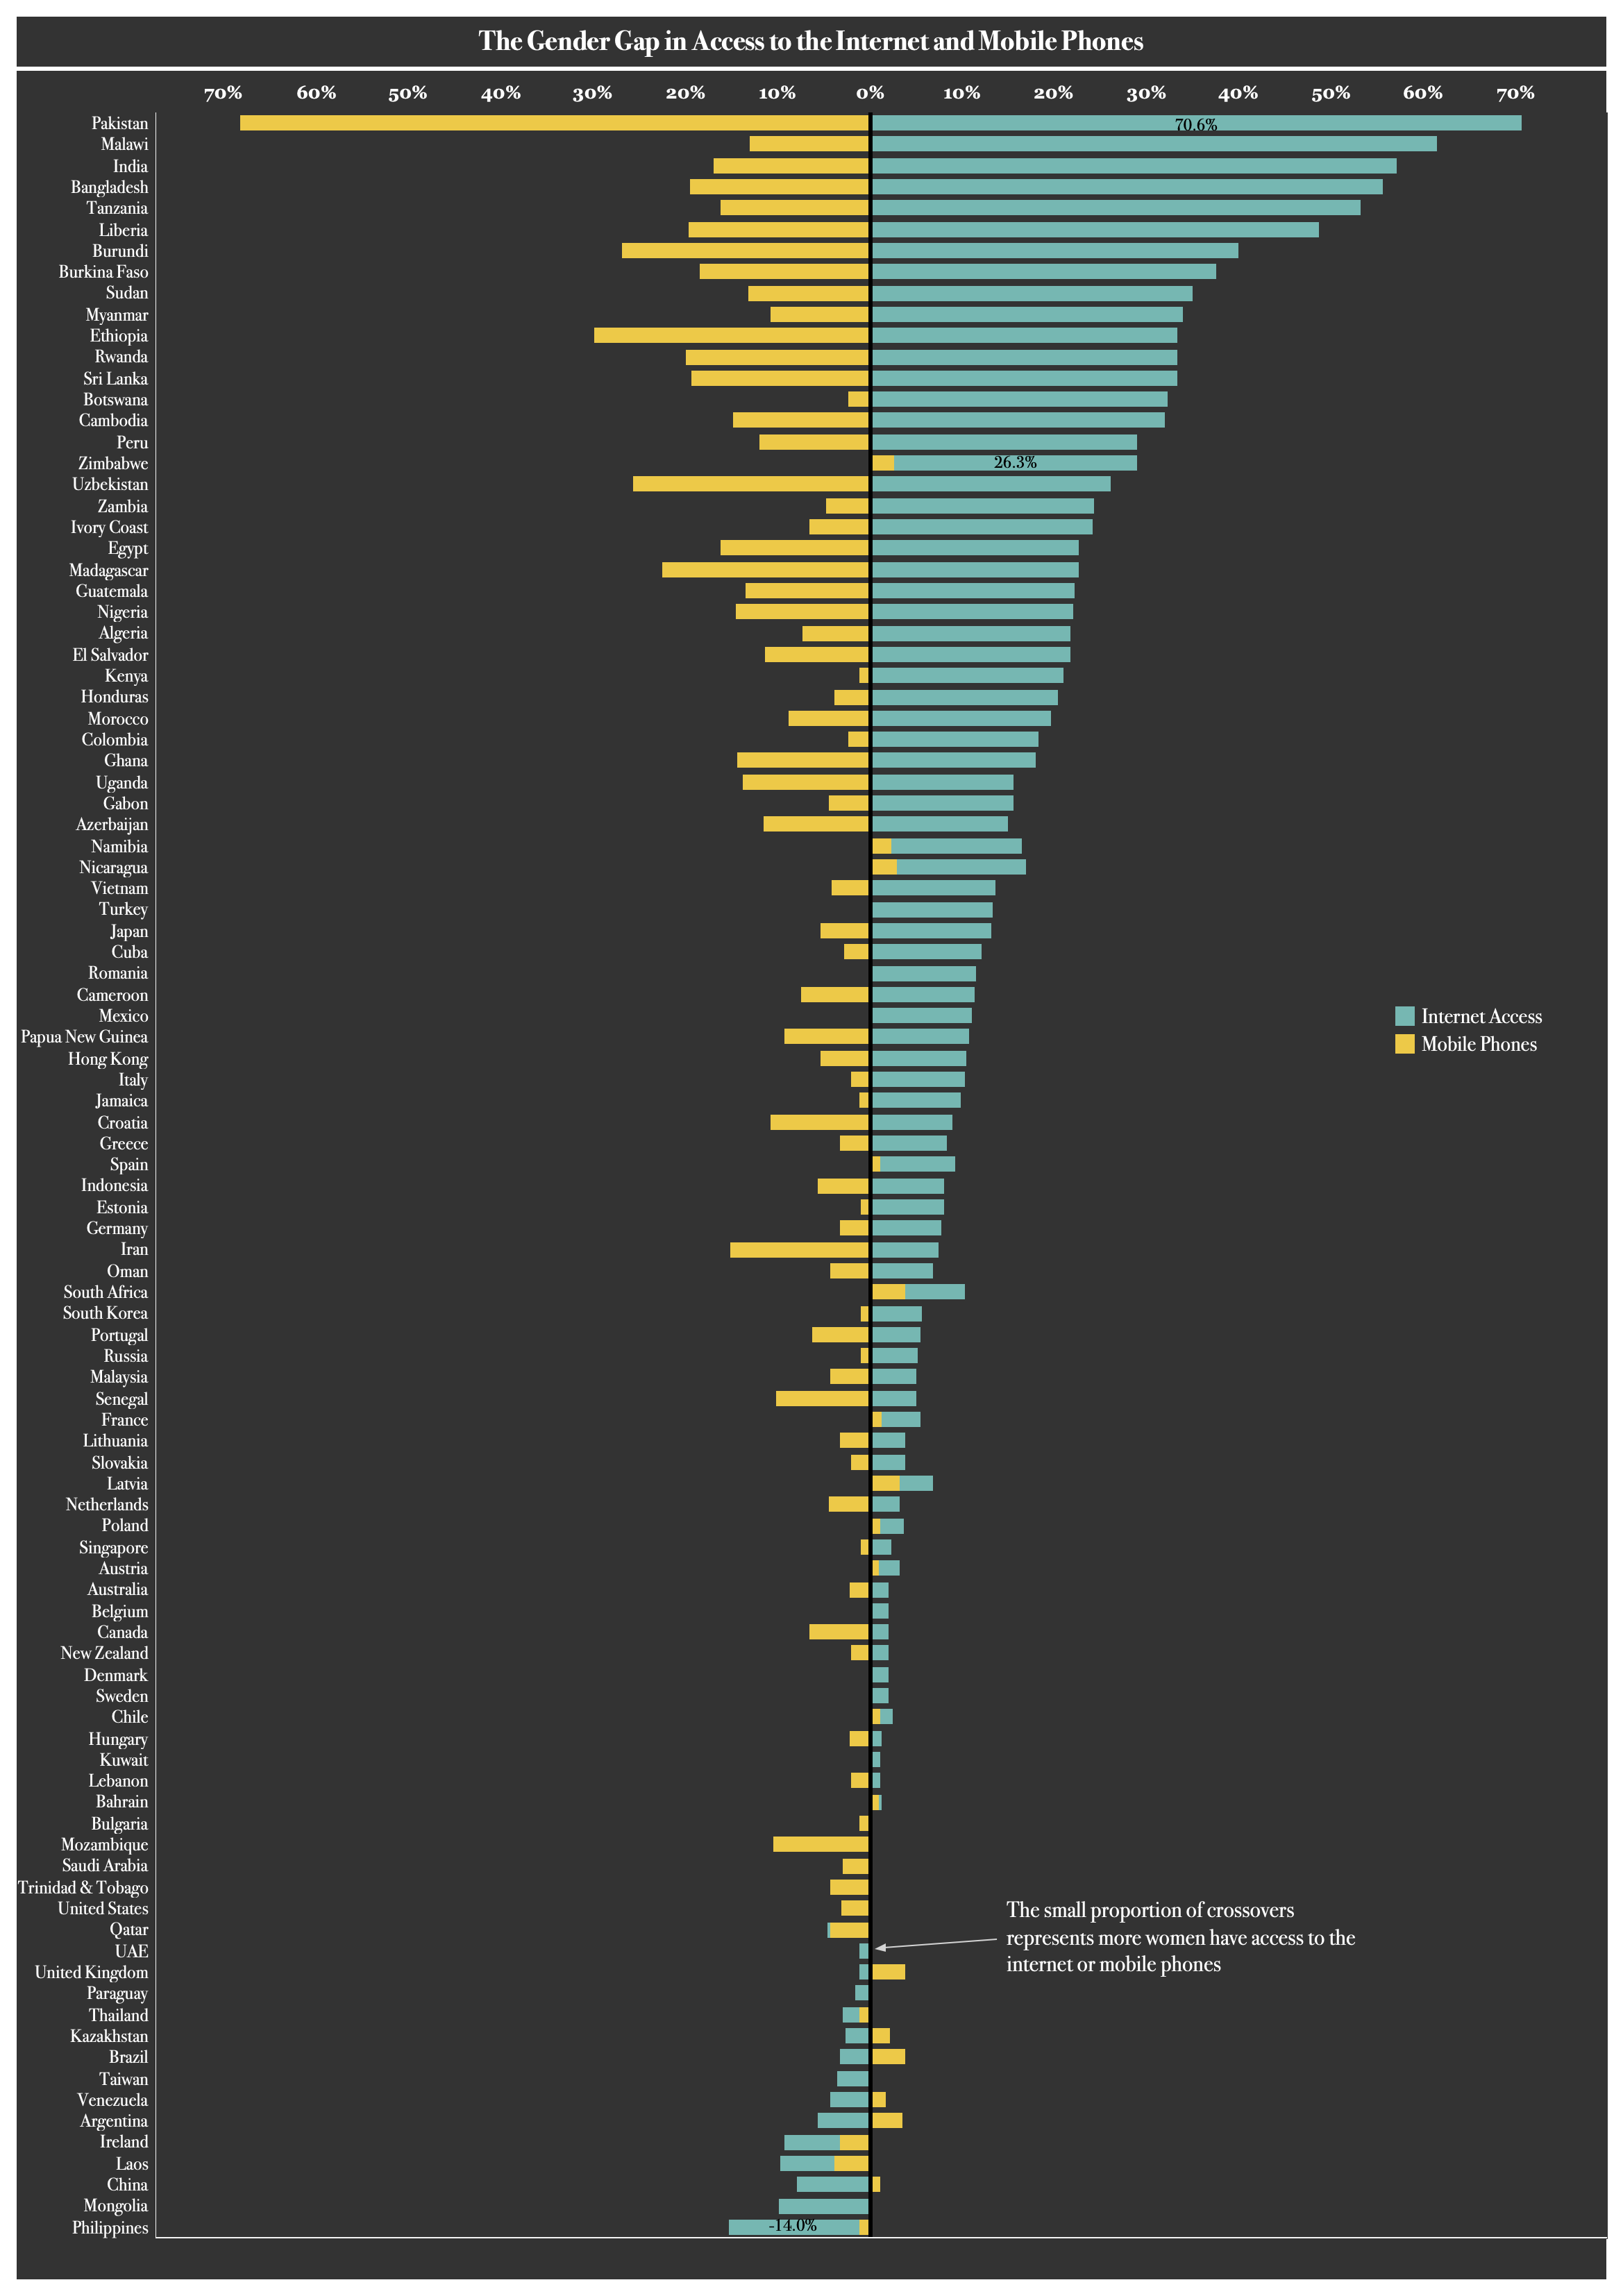 The Gender Gap in Access to the Internet and Mobile Phones
70% 60% 50% 40% 30% 20% 10% 0% 10% 20% 30% 40% 50% 60% 70%
Pakistan 70.6%
Malawi
India
Bangladesh
Tanzania
Liberia
Burundi
Burkina Faso
Sudan
Myanmar
Ethiopia
Rwanda
Sri Lanka
Botswana
Cambodia
Peru
Zimbabwe 26.3%
Uzbekistan
Zambia
Ivory Coast
Egypt
Madagascar
Guatemala
Nigeria
Algeria
El Salvador
Kenya
Honduras
Morocco
Colombia
Ghana
Uganda
Gabon
Azerbaijan
Namibia
Nicaragua
Vietnam
Turkey
Japan
Cuba
Romania
Cameroon
Mexico
Papua New Guinea
Hong Kong
Italy
Jamaica
Croatia
Greece
Spain
Indonesia
Estonia
Germany
Iran
Oman
South Africa
South Korea
Portugal
Russia
Malaysia
Senegal
France
Lithuania
Slovakia
Latvia
Netherlands
Poland
Singapore
Austria
Australia
Belgium
Canada
New Zealand
Denmark
Sweden
Chile
Hungary
Kuwait
Lebanon
Bahrain
Bulgaria
Mozambique
Saudi Arabia
Trinidad & Tobago
United States
Qatar
UAE
United Kingdom
Paraguay
Thailand
Kazakhstan
Brazil
Taiwan
Venezuela
Argentina
Ireland
Laos
China
Mongolia
Philippines -14.0%
Internet Access
Mobile Phones
The small proportion of crossovers
represents more women have access to the
internet or mobile phones